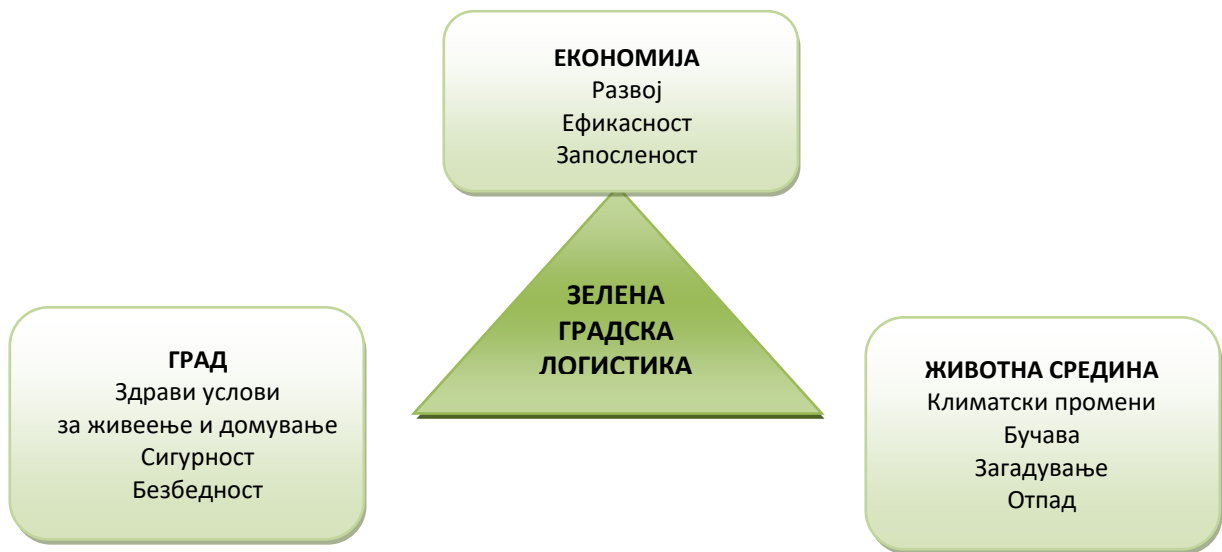 ЕКОНОМИЈА
Развој
Ефикасност
Запосленост
ЗЕЛЕНА
ГРАДСКА
ЛОГИСТИКА
ГРАД
Здрави услови
за живеење и домување
Сигурност
Безбедност
ЖИВОТНА СРЕДИНА
Климатски промени
Бучава
Загадување
Отпад